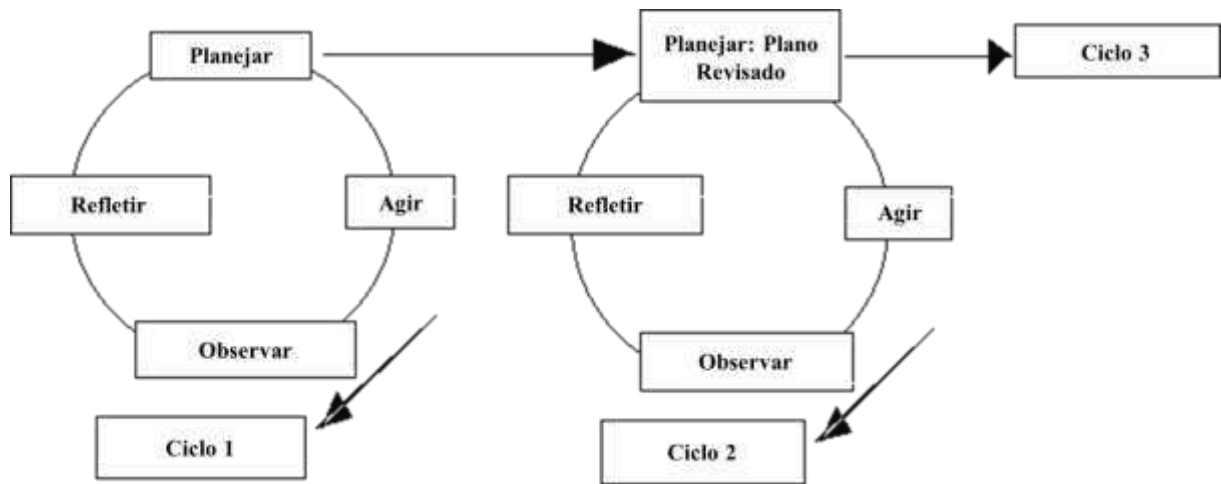 Planejar
Refletir
Agir
Observar
Ciclo 1
Planejar: Plano
Revisado
Refletir
Agir
Observar
Ciclo 2
Ciclo 3